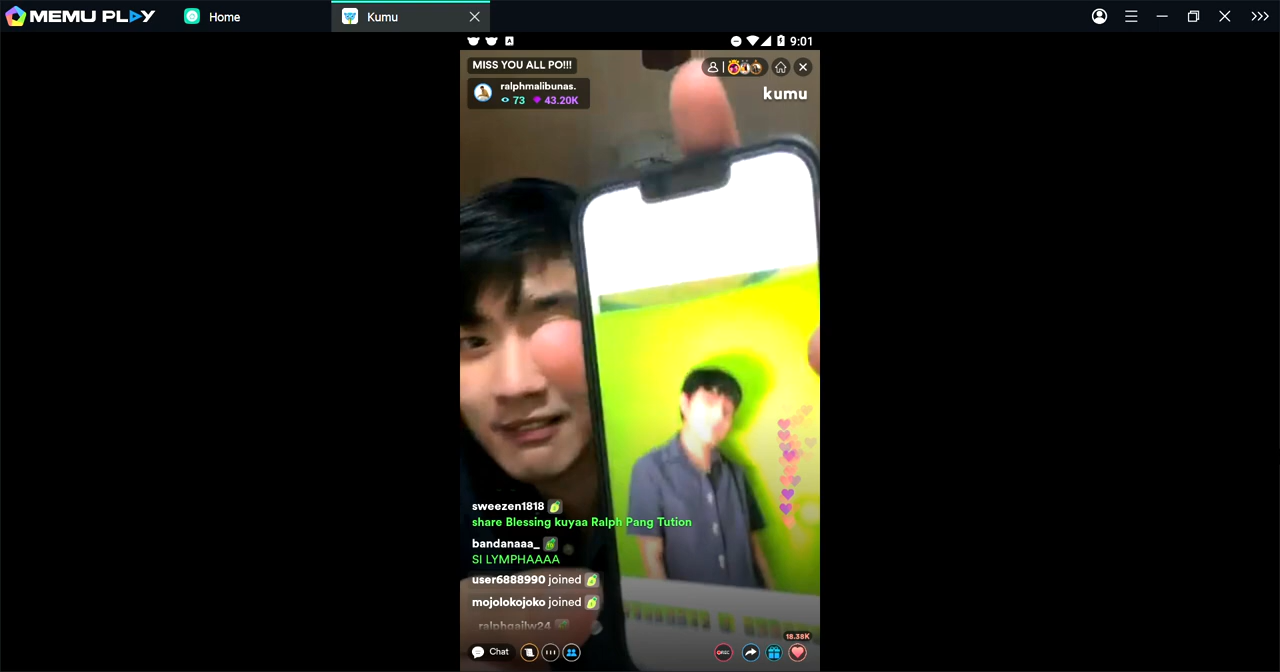 MEMU PLAY
Home
Kumu
9:01
MISS YOU ALL PO!!!
ralphmalibunas.
73 43.20K
kumu
sweezen1818
share Blessing kuyaa Ralph Pang Tution
bandanaaa_
SI LYMPHAAAA
user6888990 joined
mojolokojoko joined
ralphgailw24
18.38K
Chat